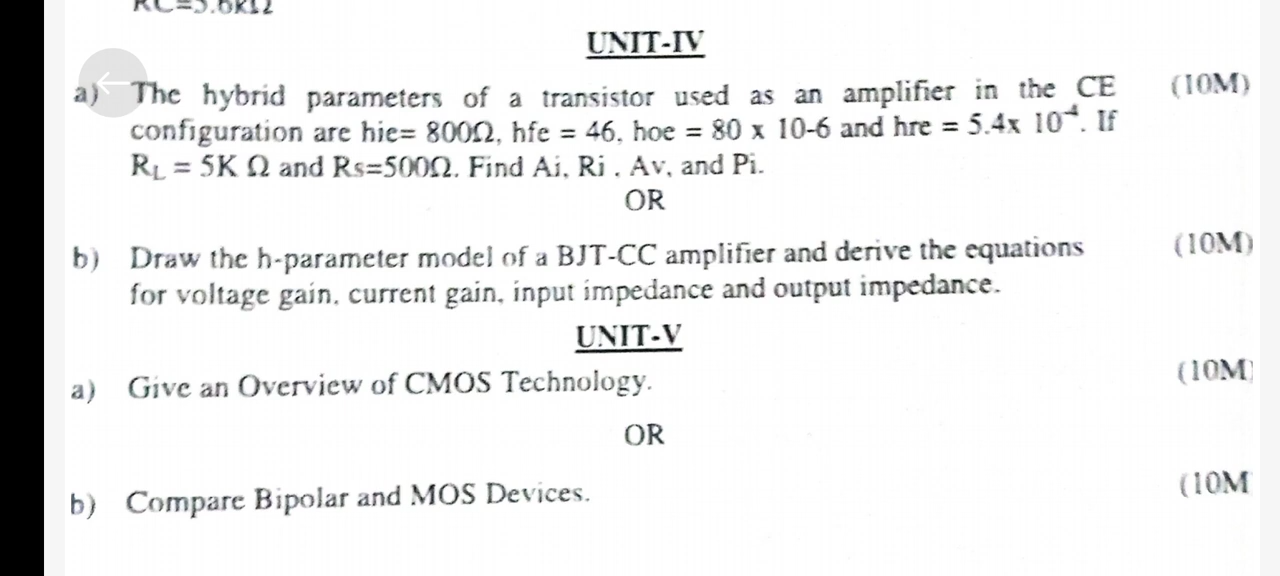 RC=5.6kΩ
UNIT-IV
a) The hybrid parameters of a transistor used as an amplifier in the CE (10M)
configuration are hie= 800Ω, hfe = 46, hoe = 80 x 10-6 and hre = 5.4x 10⁻⁴. If
R_L = 5K Ω and Rs=500Ω. Find Ai, Ri , Av, and Pi.
OR
b) Draw the h-parameter model of a BJT-CC amplifier and derive the equations (10M)
for voltage gain, current gain, input impedance and output impedance.
UNIT-V
a) Give an Overview of CMOS Technology. (10M)
OR
b) Compare Bipolar and MOS Devices. (10M